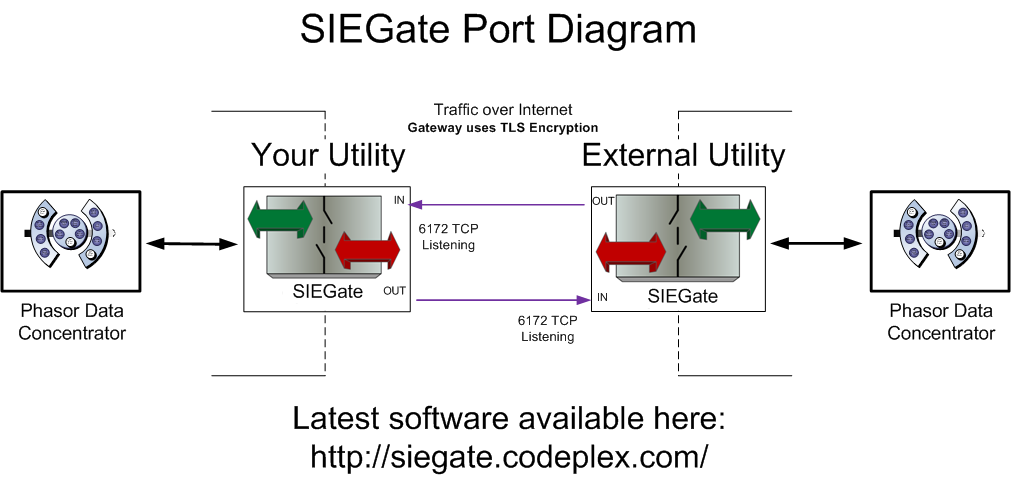 SIEGate Port Diagram
Traffic over Internet
Gateway uses TLS Encryption
Your Utility
External Utility
IN
OUT
6172 TCP
Listening
SIEGate
OUT
IN
SIEGate
6172 TCP
Listening
Phasor Data
Concentrator
Phasor Data
Concentrator
Latest software available here:
http://siegate.codeplex.com/